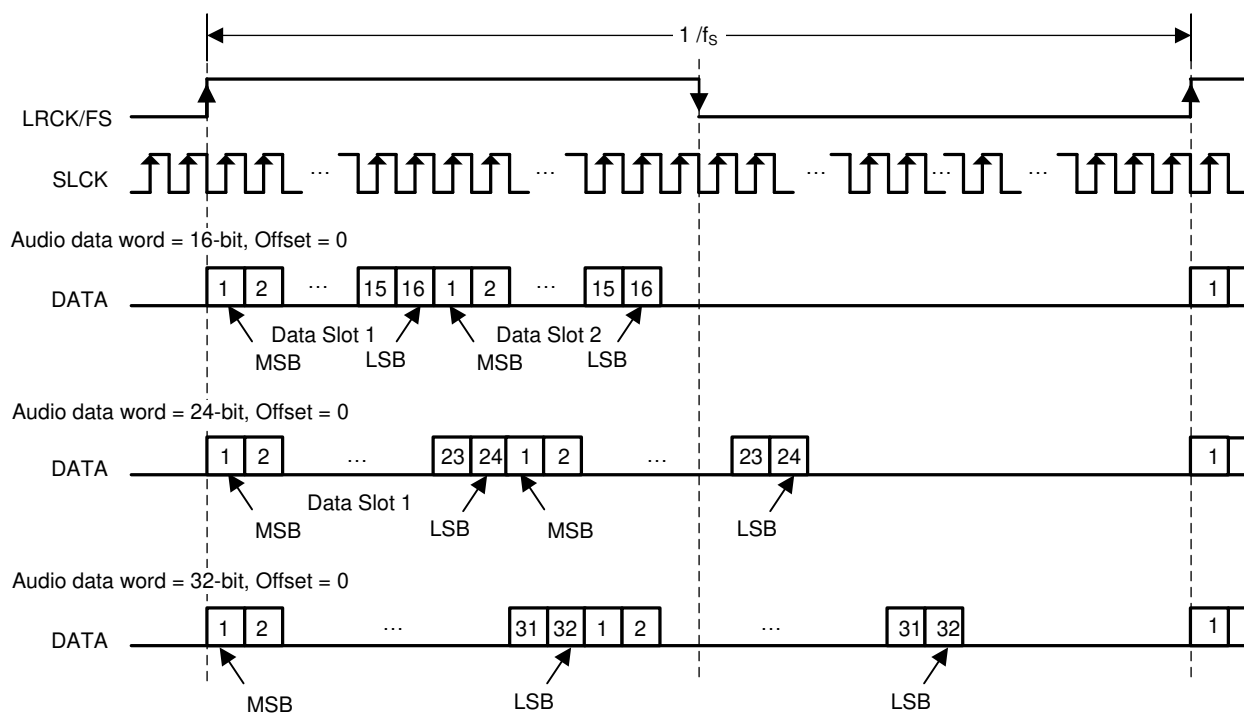 1 /fS
LRCK/FS
SLCK … … … … …
Audio data word = 16-bit, Offset = 0
DATA 1 2 … 15 16 1 2 … 15 16 1
Data Slot 1 Data Slot 2
MSB LSB MSB LSB
Audio data word = 24-bit, Offset = 0
DATA 1 2 … 23 24 1 2 … 23 24 1
Data Slot 1
MSB LSB MSB LSB
Audio data word = 32-bit, Offset = 0
DATA 1 2 … 31 32 1 2 … 31 32 1
MSB LSB LSB